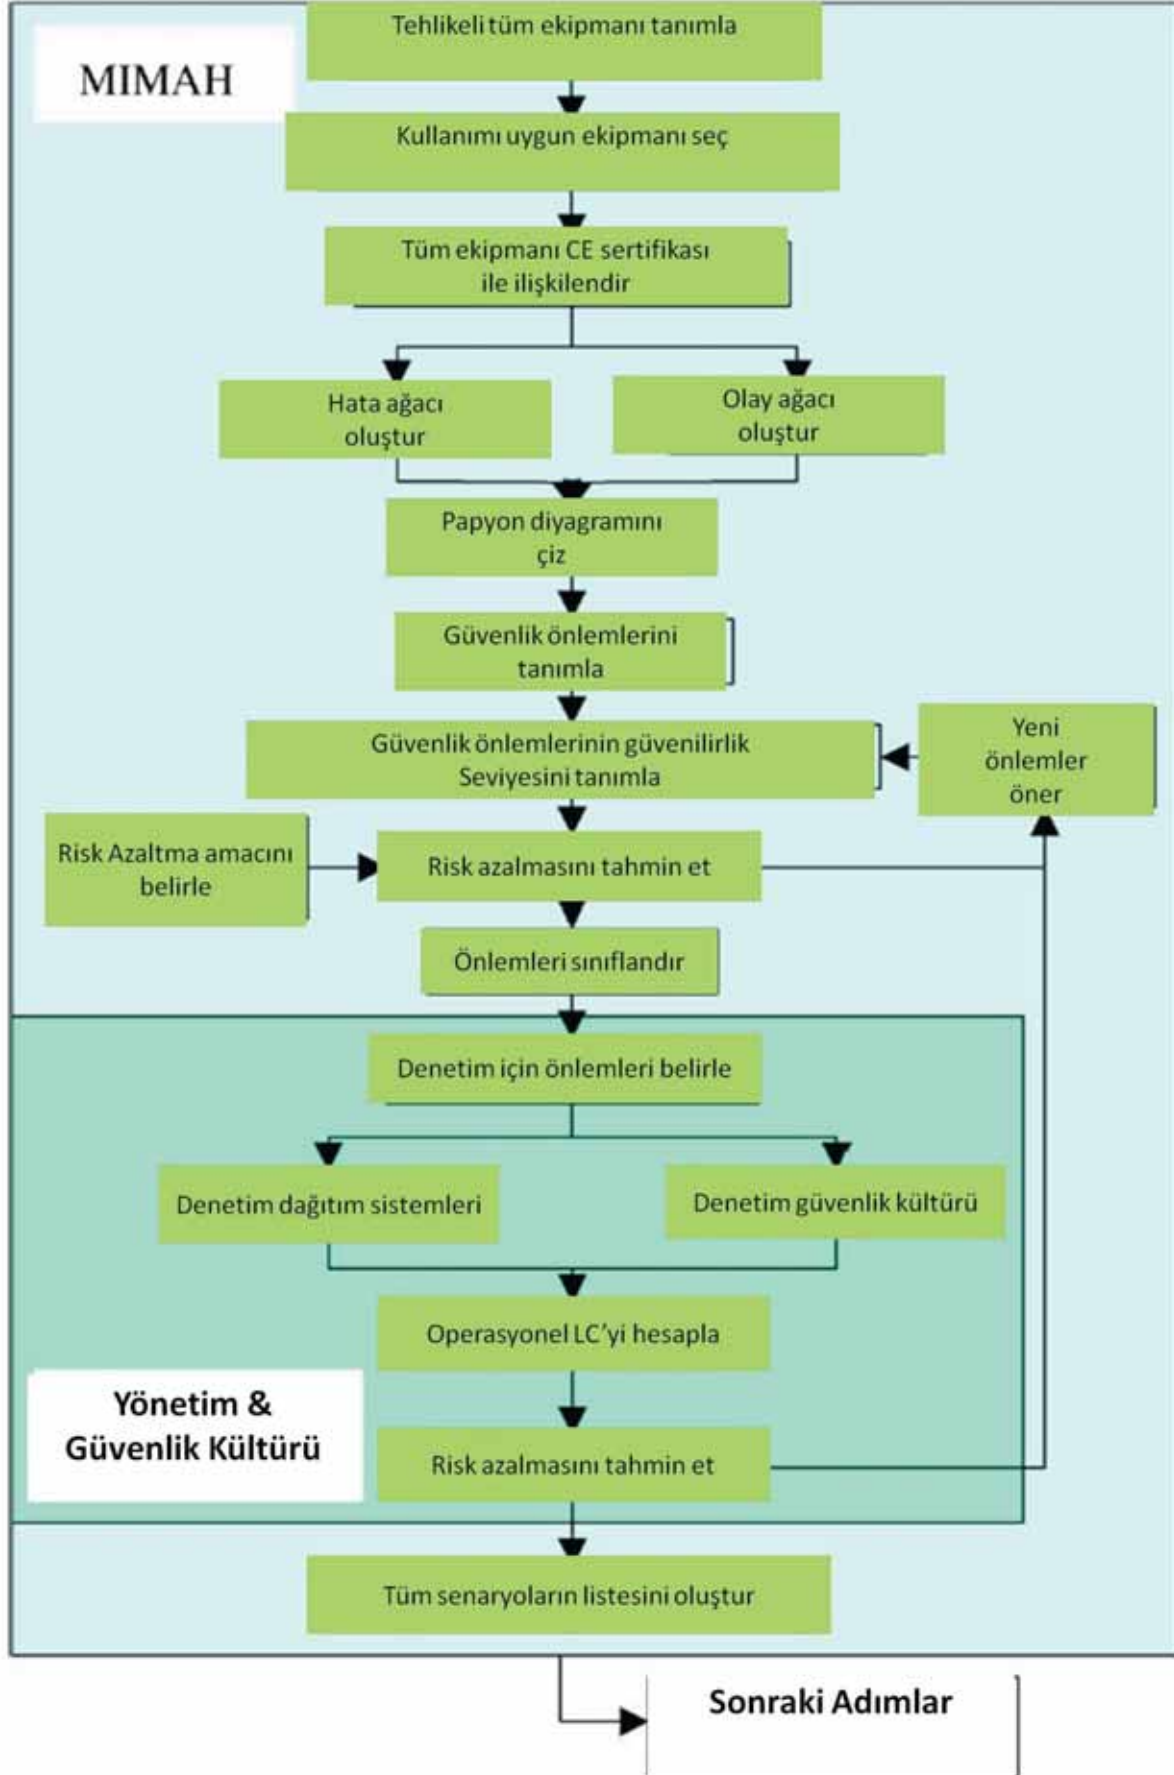 MIMAH
Tehlikeli tüm ekipmanı tanımla
Kullanımı uygun ekipmanı seç
Tüm ekipmanı CE sertifikası
ile ilişkilendir
Hata ağacı
oluştur
Olay ağacı
oluştur
Papyon diyagramını
çiz
Güvenlik önlemlerini
tanımla
Güvenlik önlemlerinin güvenilirlik
Seviyesini tanımla
Yeni
önlemler
öner
Risk Azaltma amacını
belirle
Risk azalmasını tahmin et
Önlemleri sınıflandır
Denetim için önlemleri belirle
Denetim dağıtım sistemleri
Denetim güvenlik kültürü
Operasyonel LC’yi hesapla
Yönetim &
Güvenlik Kültürü
Risk azalmasını tahmin et
Tüm senaryoların listesini oluştur
Sonraki Adımlar